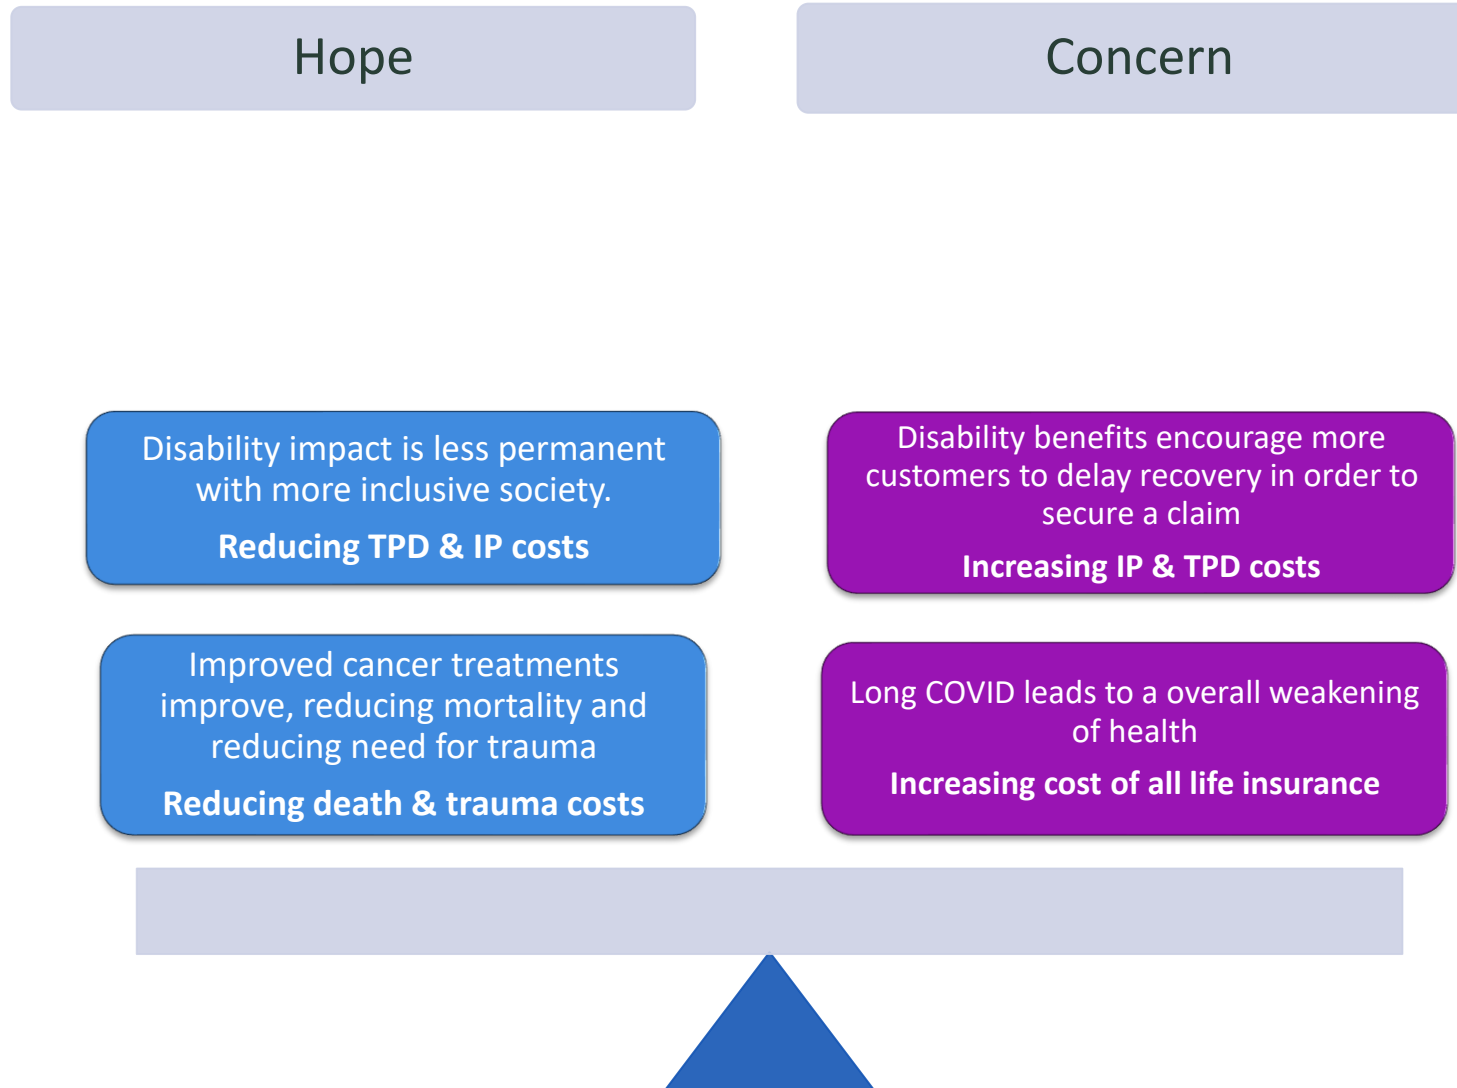 Hope
Concern
Disability impact is less permanent
with more inclusive society.
Reducing TPD & IP costs
Improved cancer treatments
improve, reducing mortality and
reducing need for trauma
Reducing death & trauma costs
Disability benefits encourage more
customers to delay recovery in order to
secure a claim
Increasing IP & TPD costs
Long COVID leads to a overall weakening
of health
Increasing cost of all life insurance